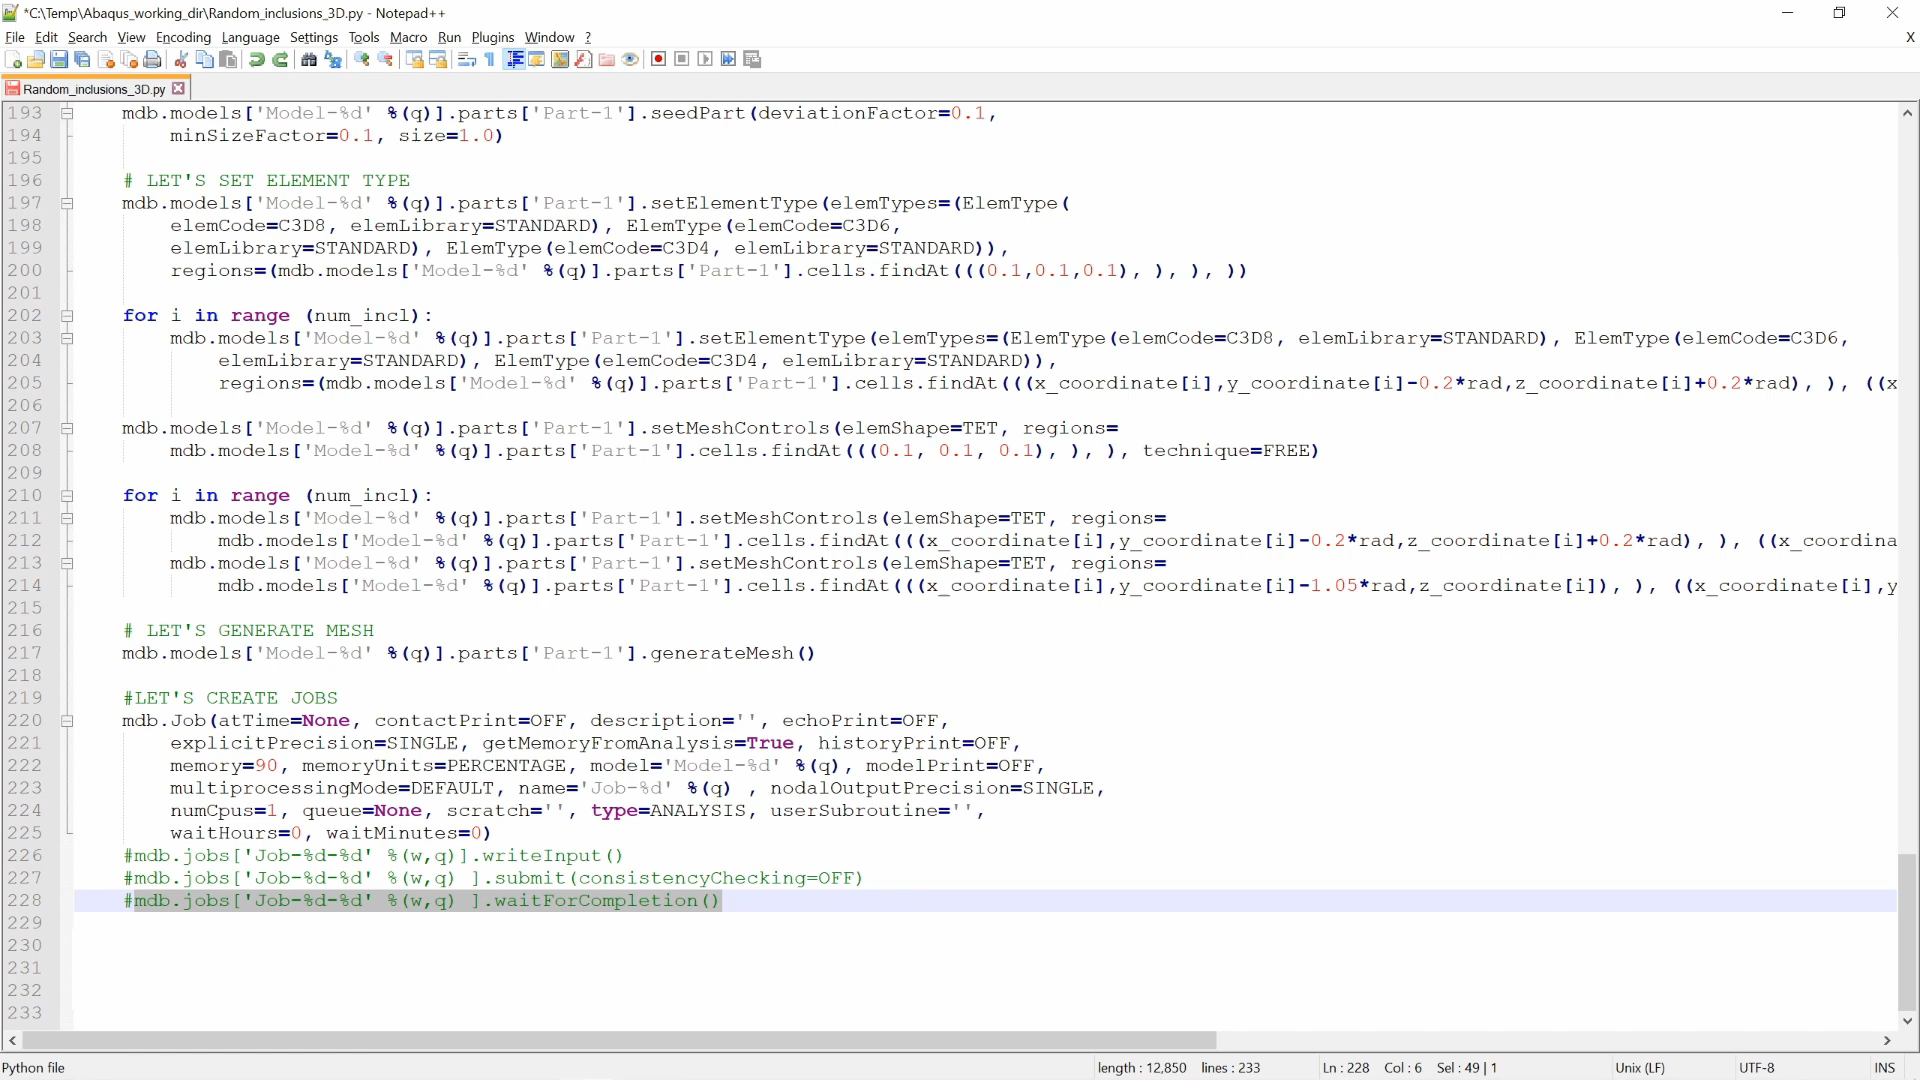 *C:\Temp\Abaqus_working_dir\Random_inclusions_3D.py - Notepad++
File Edit Search View Encoding Language Settings Tools Macro Run Plugins Window ? X
Random_inclusions_3D.py
193 mdb.models['Model-%d' %(q)].parts['Part-1'].seedPart(deviationFactor=0.1,
194 minSizeFactor=0.1, size=1.0)
195
196 # LET'S SET ELEMENT TYPE
197 mdb.models['Model-%d' %(q)].parts['Part-1'].setElementType(elemTypes=(ElemType(
198 elemCode=C3D8, elemLibrary=STANDARD), ElemType(elemCode=C3D6,
199 elemLibrary=STANDARD), ElemType(elemCode=C3D4, elemLibrary=STANDARD)),
200 regions=(mdb.models['Model-%d' %(q)].parts['Part-1'].cells.findAt(((0.1,0.1,0.1), ), ), ))
201
202 for i in range (num_incl):
203 mdb.models['Model-%d' %(q)].parts['Part-1'].setElementType(elemTypes=(ElemType(elemCode=C3D8, elemLibrary=STANDARD), ElemType(elemCode=C3D6,
204 elemLibrary=STANDARD), ElemType(elemCode=C3D4, elemLibrary=STANDARD)),
205 regions=(mdb.models['Model-%d' %(q)].parts['Part-1'].cells.findAt(((x_coordinate[i],y_coordinate[i]-0.2*rad,z_coordinate[i]+0.2*rad), ), ((x
206
207 mdb.models['Model-%d' %(q)].parts['Part-1'].setMeshControls(elemShape=TET, regions=
208 mdb.models['Model-%d' %(q)].parts['Part-1'].cells.findAt(((0.1, 0.1, 0.1), ), ), technique=FREE)
209
210 for i in range (num_incl):
211 mdb.models['Model-%d' %(q)].parts['Part-1'].setMeshControls(elemShape=TET, regions=
212 mdb.models['Model-%d' %(q)].parts['Part-1'].cells.findAt(((x_coordinate[i],y_coordinate[i]-0.2*rad,z_coordinate[i]+0.2*rad), ), ((x_coordina
213 mdb.models['Model-%d' %(q)].parts['Part-1'].setMeshControls(elemShape=TET, regions=
214 mdb.models['Model-%d' %(q)].parts['Part-1'].cells.findAt(((x_coordinate[i],y_coordinate[i]-1.05*rad,z_coordinate[i]), ), ((x_coordinate[i],y
215
216 # LET'S GENERATE MESH
217 mdb.models['Model-%d' %(q)].parts['Part-1'].generateMesh()
218
219 #LET'S CREATE JOBS
220 mdb.Job(atTime=None, contactPrint=OFF, description='', echoPrint=OFF,
221 explicitPrecision=SINGLE, getMemoryFromAnalysis=True, historyPrint=OFF,
222 memory=90, memoryUnits=PERCENTAGE, model='Model-%d' %(q), modelPrint=OFF,
223 multiprocessingMode=DEFAULT, name='Job-%d' %(q) , nodalOutputPrecision=SINGLE,
224 numCpus=1, queue=None, scratch='', type=ANALYSIS, userSubroutine='',
225 waitHours=0, waitMinutes=0)
226 #mdb.jobs['Job-%d-%d' %(w,q)].writeInput()
227 #mdb.jobs['Job-%d-%d' %(w,q) ].submit(consistencyChecking=OFF)
228 #mdb.jobs['Job-%d-%d' %(w,q) ].waitForCompletion()
229
230
231
232
233
Python file length : 12,850 lines : 233 Ln : 228 Col : 6 Sel : 49 | 1 Unix (LF) UTF-8 INS